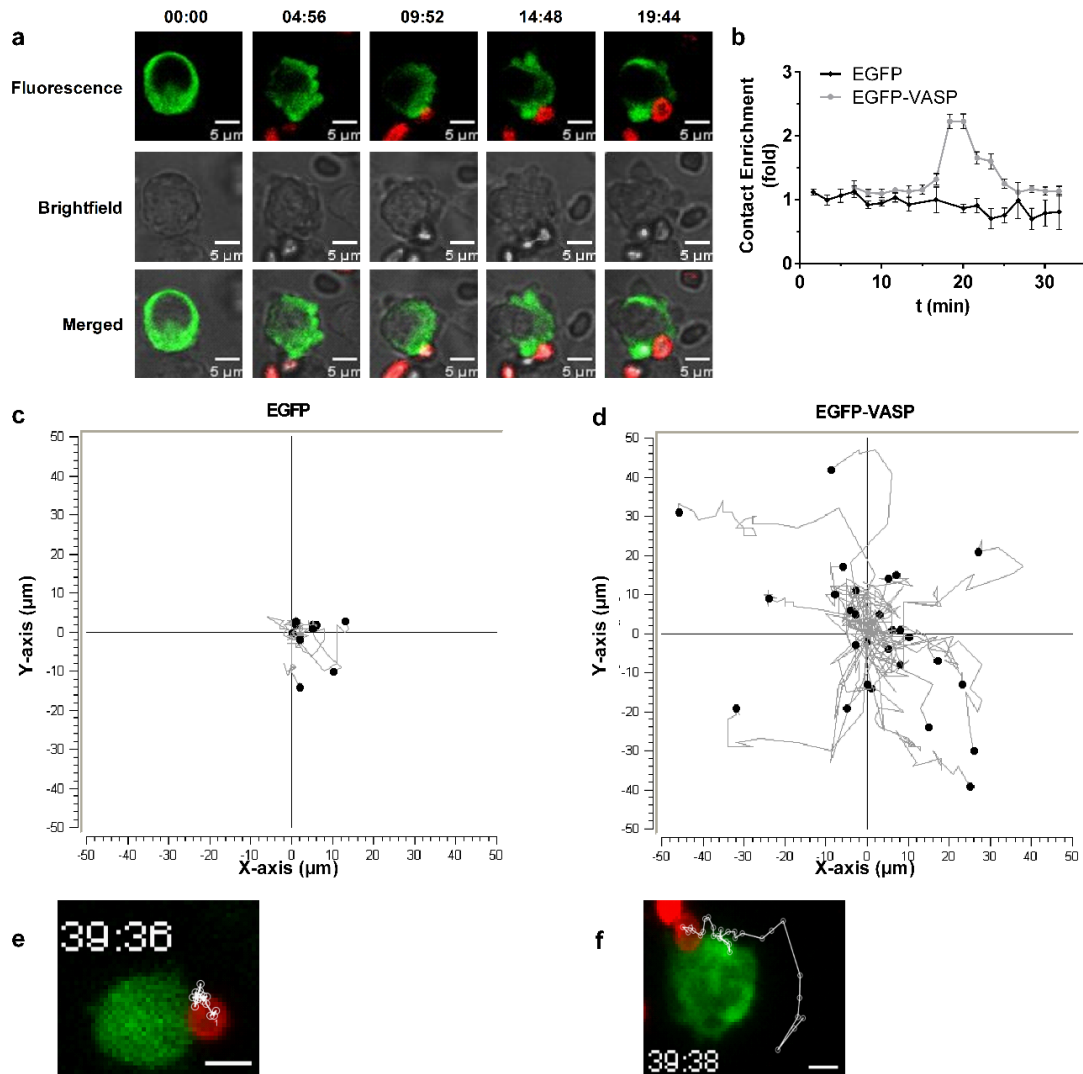 00:00 04:56 09:52 14:48 19:44
a
Fluorescence
5 µm 5 µm 5 µm 5 µm 5 µm
Brightfield
5 µm 5 µm 5 µm 5 µm 5 µm
Merged
5 µm 5 µm 5 µm 5 µm 5 µm
b
EGFP
EGFP-VASP
Contact Enrichment
(fold)
3
2
1
0
0 10 20 30
t (min)
c
EGFP
50
40
30
20
10
0
-10
-20
-30
-40
-50
Y-axis (µm)
-50 -40 -30 -20 -10 0 10 20 30 40 50
X-axis (µm)
d
EGFP-VASP
50
40
30
20
10
0
-10
-20
-30
-40
-50
Y-axis (µm)
-50 -40 -30 -20 -10 0 10 20 30 40 50
X-axis (µm)
e
39:36
f
39:38